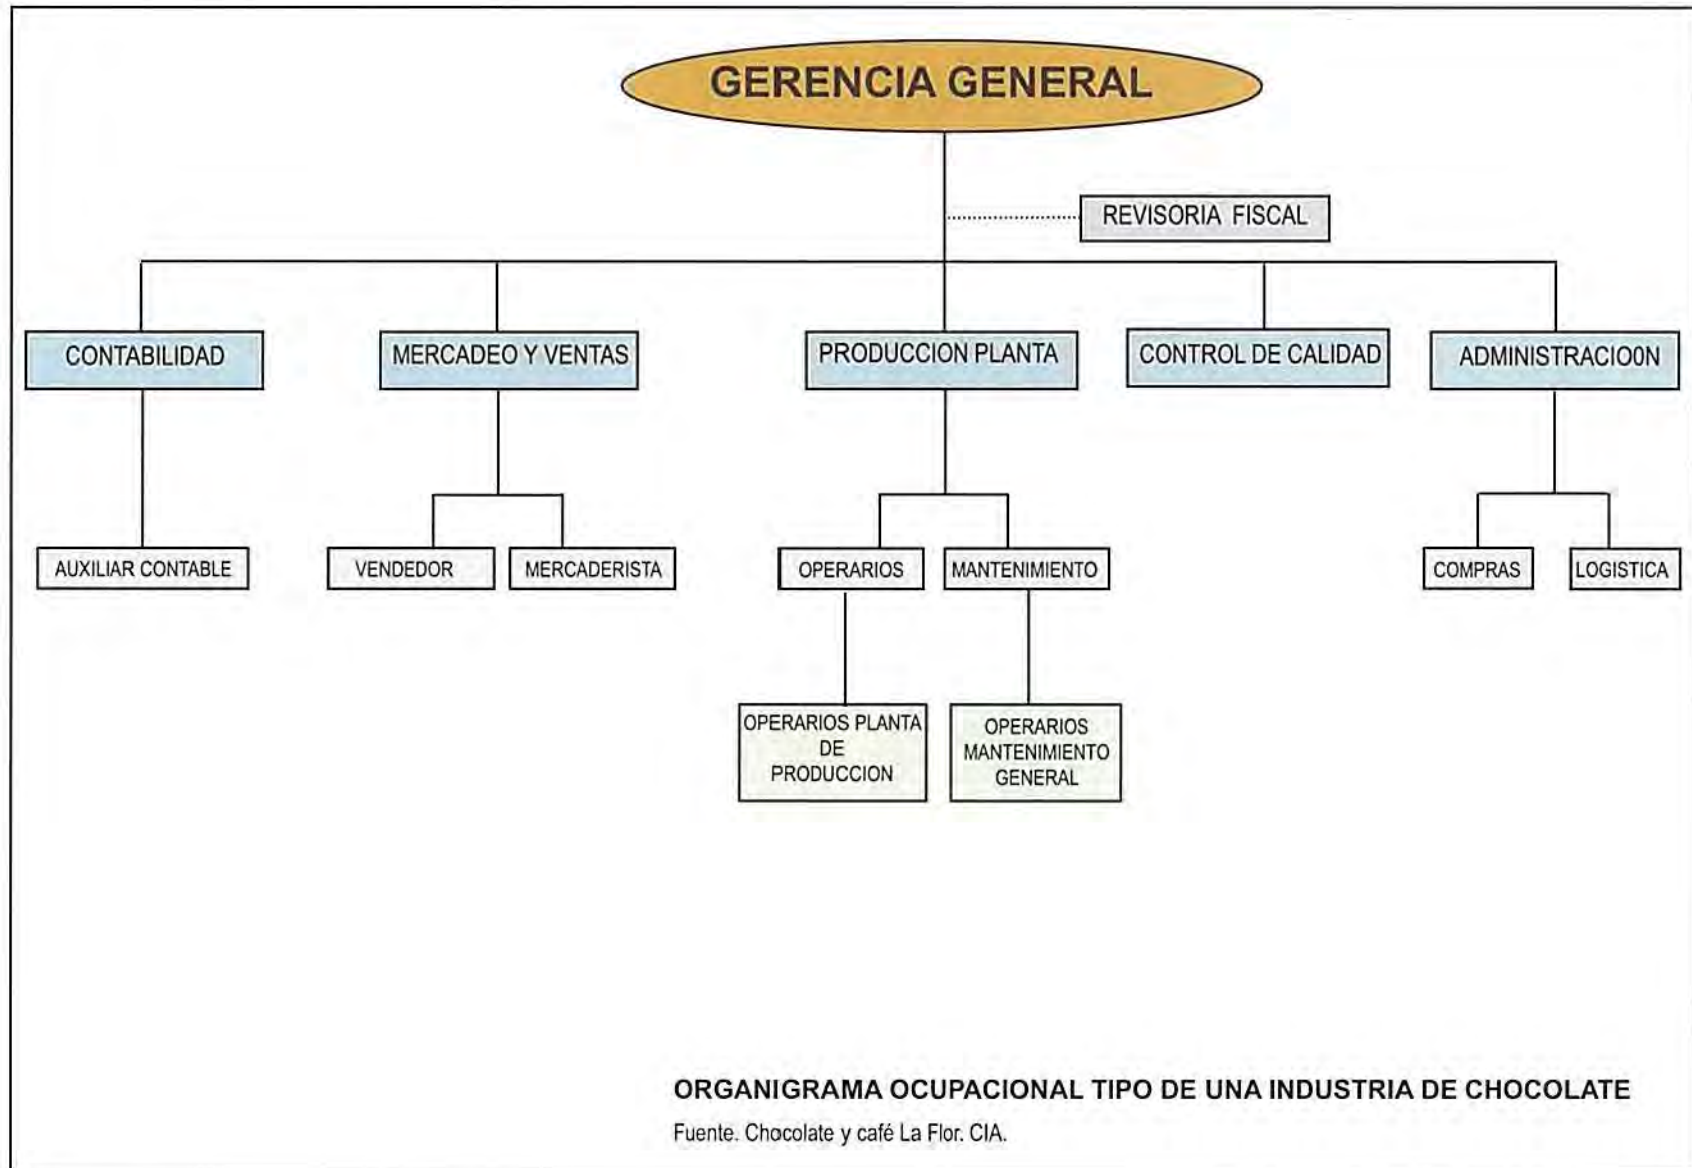 GERENCIA GENERAL
REVISORIA FISCAL
CONTABILIDAD
MERCADEO Y VENTAS
PRODUCCION PLANTA
CONTROL DE CALIDAD
ADMINISTRACIO0N
AUXILIAR CONTABLE
VENDEDOR
MERCADERISTA
OPERARIOS
MANTENIMIENTO
COMPRAS
LOGISTICA
OPERARIOS PLANTA
DE
PRODUCCION
OPERARIOS
MANTENIMIENTO
GENERAL
ORGANIGRAMA OCUPACIONAL TIPO DE UNA INDUSTRIA DE CHOCOLATE
Fuente. Chocolate y café La Flor. CIA.